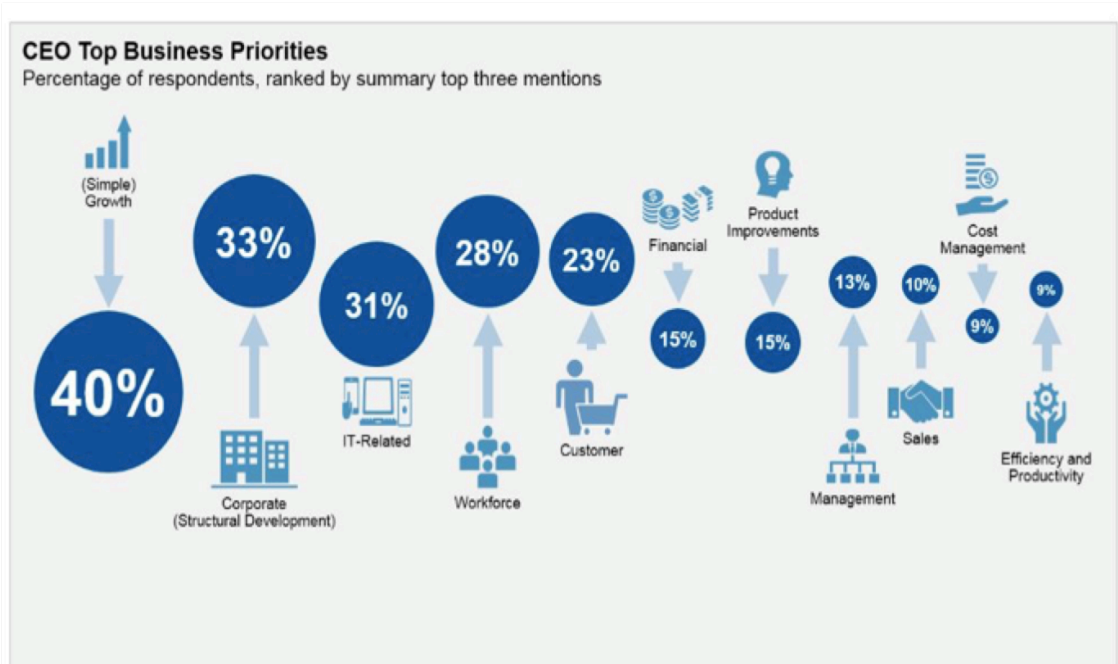 CEO Top Business Priorities
Percentage of respondents, ranked by summary top three mentions
(Simple)
Growth
40%
33%
Corporate
(Structural Development)
31%
IT-Related
28%
Workforce
23%
Customer
Financial
15%
Product
Improvements
15%
13%
Management
10%
Sales
Cost
Management
9%
9%
Efficiency and
Productivity